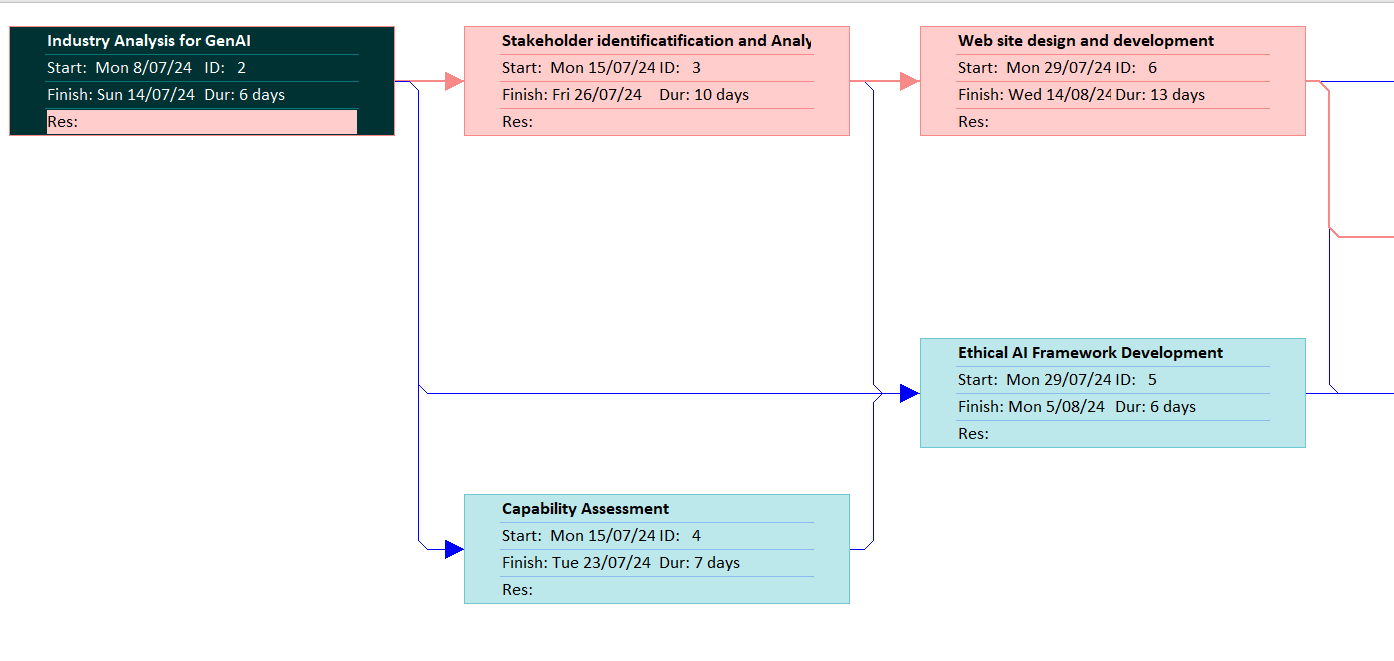 Industry Analysis for GenAI
Start: Mon 8/07/24 ID: 2
Finish: Sun 14/07/24 Dur: 6 days
Res:
Stakeholder identificatification and Analy
Start: Mon 15/07/24 ID: 3
Finish: Fri 26/07/24 Dur: 10 days
Res:
Web site design and development
Start: Mon 29/07/24 ID: 6
Finish: Wed 14/08/24 Dur: 13 days
Res:
Ethical AI Framework Development
Start: Mon 29/07/24 ID: 5
Finish: Mon 5/08/24 Dur: 6 days
Res:
Capability Assessment
Start: Mon 15/07/24 ID: 4
Finish: Tue 23/07/24 Dur: 7 days
Res: